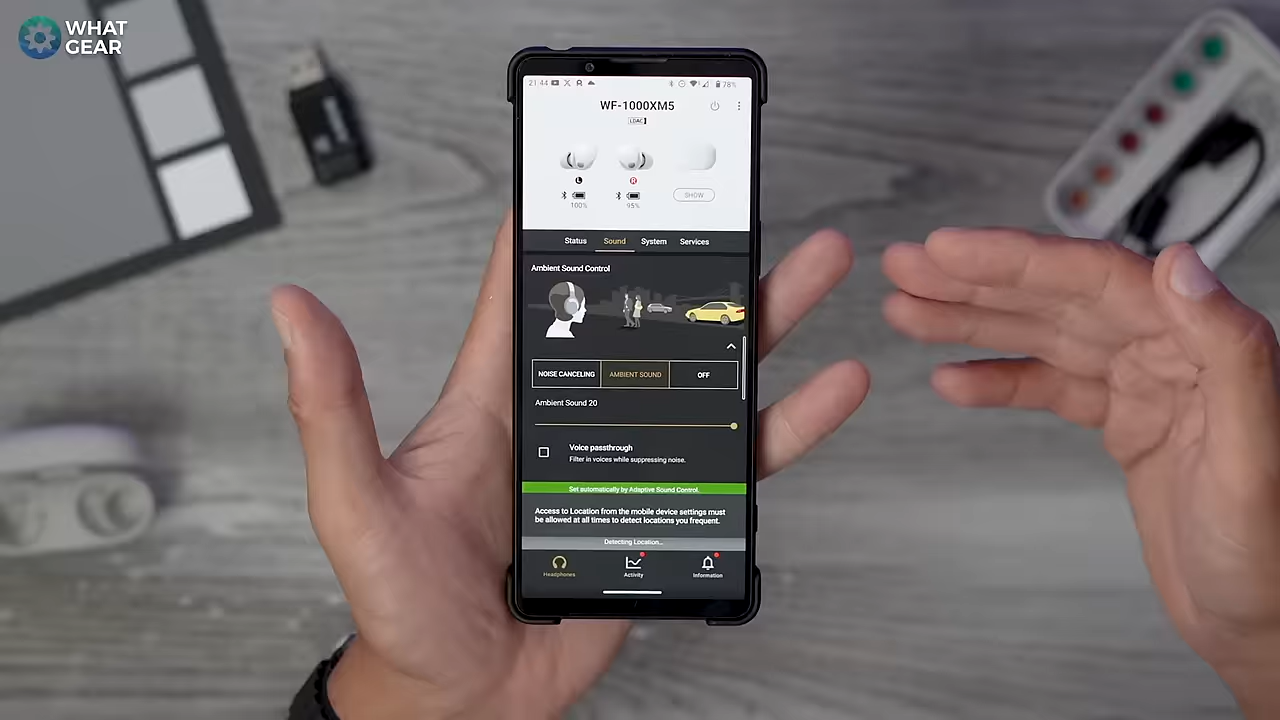 WHAT
GEAR
21:44
78%
WF-1000XM5
LDAC
L
R
100%
95%
SHOW
Status Sound System Services
Ambient Sound Control
NOISE CANCELING AMBIENT SOUND OFF
Ambient Sound 20
Voice passthrough
Filter in voices while suppressing noise.
Set automatically by Adaptive Sound Control.
Access to Location from the mobile device settings must
be allowed at all times to detect locations you frequent.
Detecting Location...
Headphones Activity Information